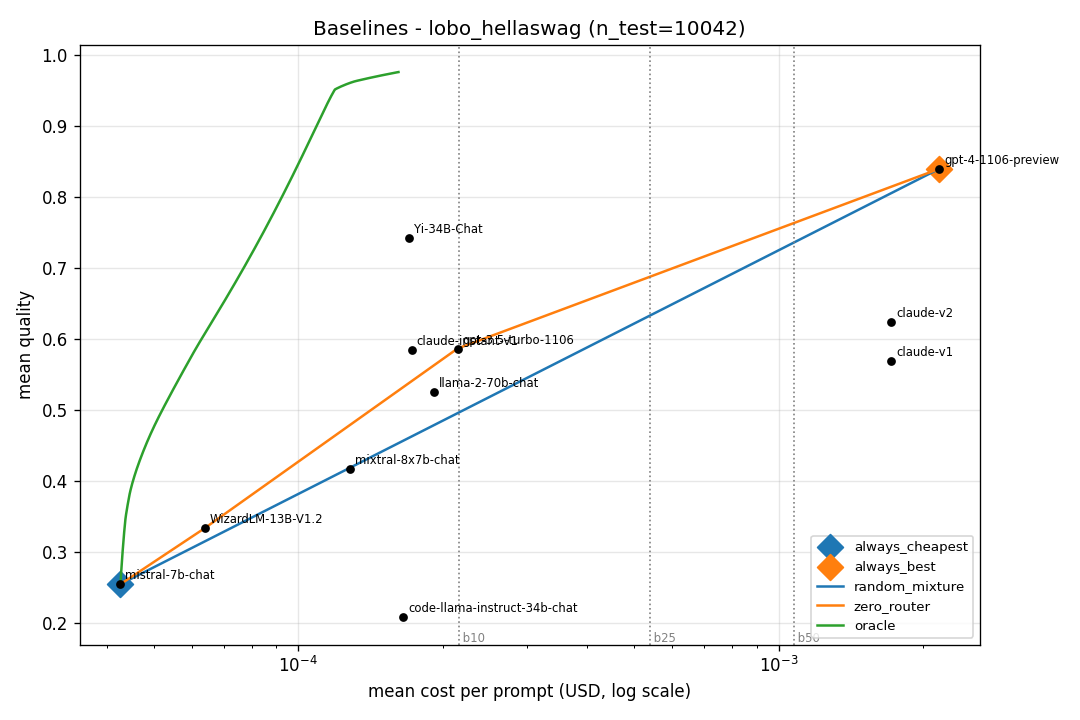 Baselines - lobo_hellaswag (n_test=10042)
mean quality
1.0
0.9
0.8
0.7
0.6
0.5
0.4
0.3
0.2
gpt-4-1106-preview
Yi-34B-Chat
claude-v2
claude-instant-v1
gpt-3.5-turbo-1106
claude-v1
llama-2-70b-chat
mixtral-8x7b-chat
WizardLM-13B-V1.2
mistral-7b-chat
code-llama-instruct-34b-chat
always_cheapest
always_best
random_mixture
zero_router
oracle
b10
b25
b50
10⁻⁴
10⁻³
mean cost per prompt (USD, log scale)